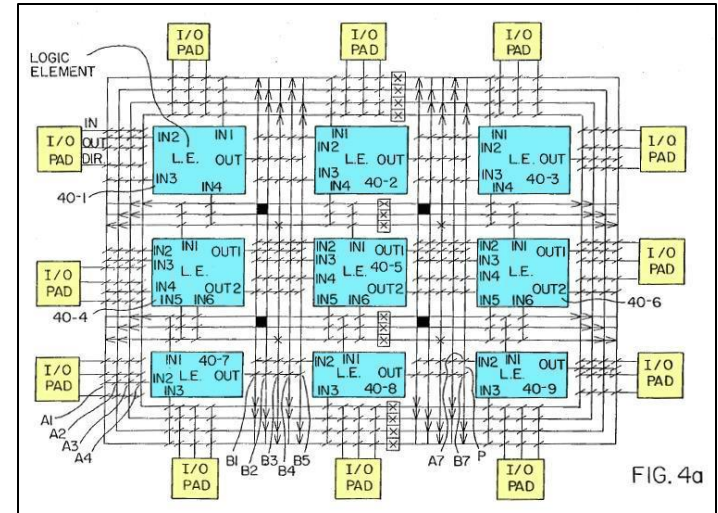 I/O
PAD
I/O
PAD
I/O
PAD
LOGIC
ELEMENT
I/O
PAD
IN
OUT
DIR.
IN2 IN1
L.E. OUT
IN3
IN4
40-1
IN1
IN2
L.E. OUT
IN4 40-2
IN1
IN2
L.E. OUT
IN4 40-3
I/O
PAD
I/O
PAD
IN2 IN1 OUT1
IN3
L.E.
IN4
OUT2
IN5 IN6
40-4
IN2 IN1 OUT1
IN3 40-5
L.E.
IN4
OUT2
IN5 IN6
IN2 IN1 OUT1
IN3
L.E.
IN4
OUT2
IN5 IN6
40-6
I/O
PAD
I/O
PAD
IN1 40-7
IN2 L.E. OUT
IN3
IN2 IN1
L.E. OUT
IN3 40-8
IN1
IN2 L.E. OUT
IN3 40-9
I/O
PAD
A1
A2
A3
A4
B1
B2
B3
B4
B5
A7
B7
P
I/O
PAD
I/O
PAD
I/O
PAD
FIG. 4a